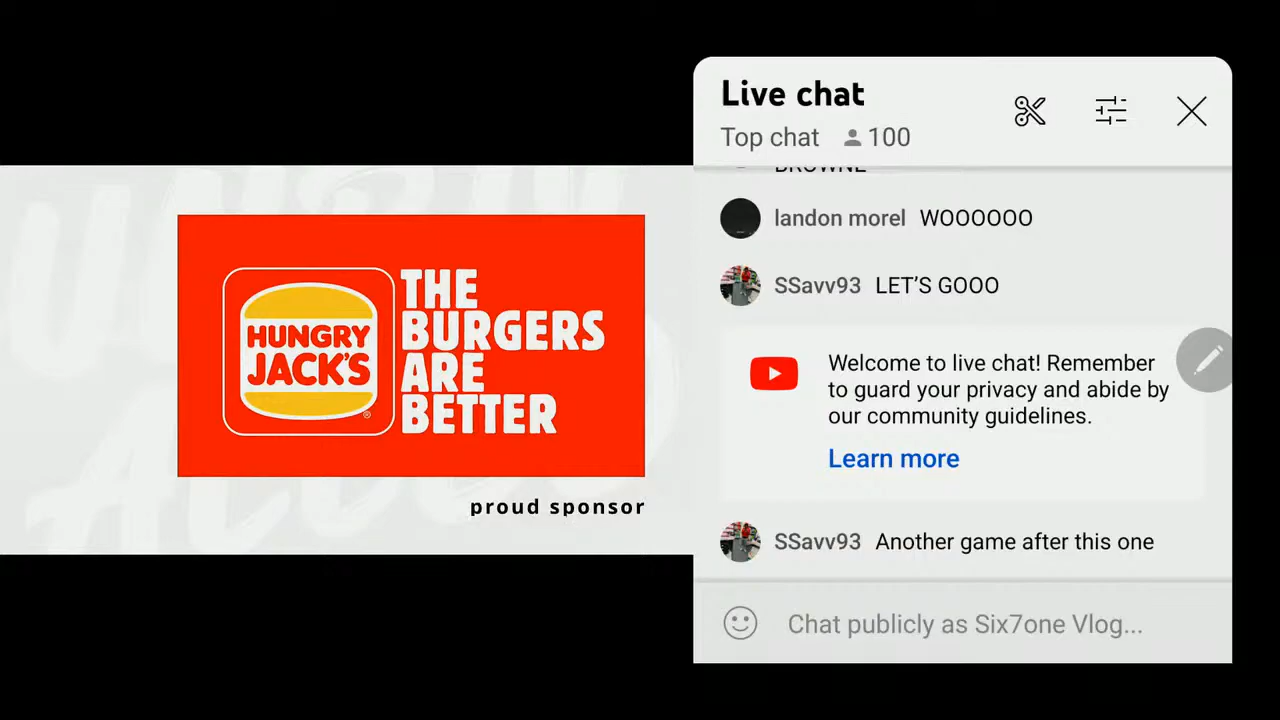 HUNGRY
JACK'S
®
THE
BURGERS
ARE
BETTER
proud sponsor
Live chat
Top chat 100
BROWNE
landon morel WOOOOOO
SSavv93 LET'S GOOO
Welcome to live chat! Remember
to guard your privacy and abide by
our community guidelines.
Learn more
SSavv93 Another game after this one
Chat publicly as Six7one Vlog...